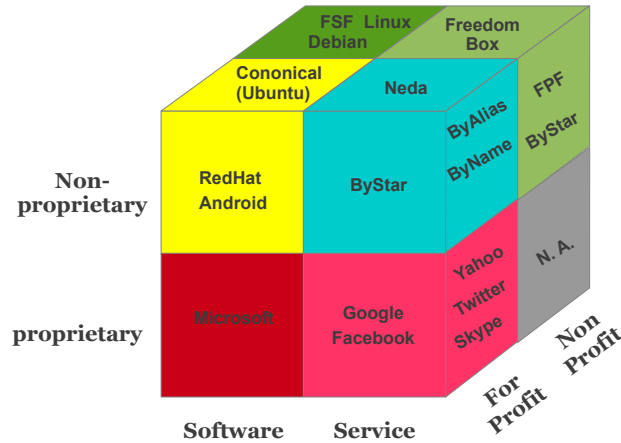 FSF Linux
Debian
Freedom
Box
Cononical
(Ubuntu)
Neda
ByAlias
ByName
FPF
ByStar
Non-
proprietary
RedHat
Android
ByStar
proprietary
Microsoft
Google
Facebook
Yahoo
Twitter
Skype
N. A.
For
Profit
Non
Profit
Software
Service